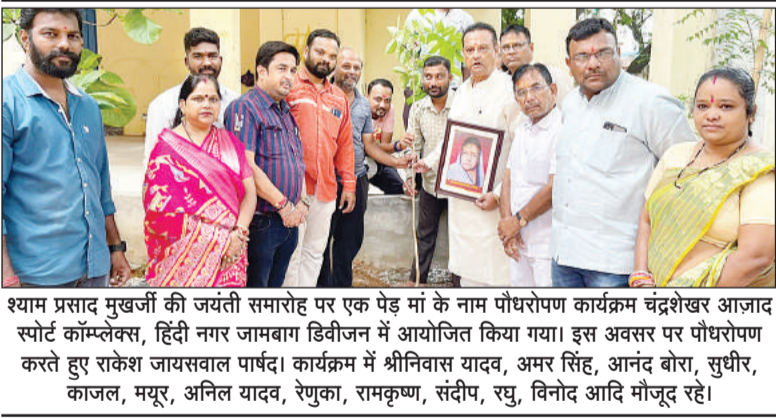 श्याम प्रसाद मुखर्जी की जयंती समारोह पर एक पेड़ मां के नाम पौधरोपण कार्यक्रम चंद्रशेखर आज़ाद
स्पोर्ट कॉम्प्लेक्स, हिंदी नगर जामबाग डिवीजन में आयोजित किया गया। इस अवसर पर पौधरोपण
करते हुए राकेश जायसवाल पार्षद। कार्यक्रम में श्रीनिवास यादव, अमर सिंह, आनंद बोरा, सुधीर,
काजल, मयूर, अनिल यादव, रेणुका, रामकृष्ण, संदीप, रघु, विनोद आदि मौजूद रहे।